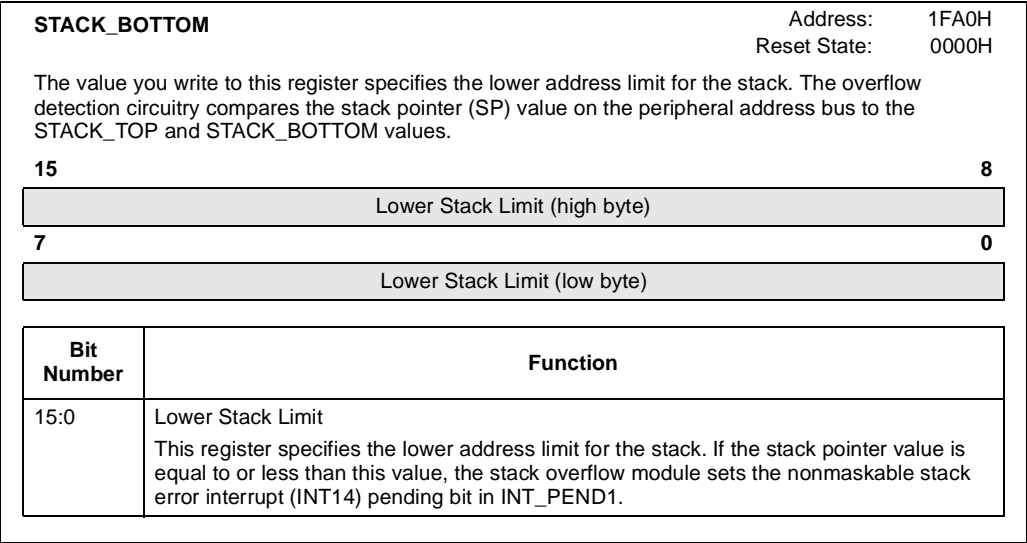 STACK_BOTTOM Address: 1FA0H
Reset State: 0000H
The value you write to this register specifies the lower address limit for the stack. The overflow
detection circuitry compares the stack pointer (SP) value on the peripheral address bus to the
STACK_TOP and STACK_BOTTOM values.
15 8
Lower Stack Limit (high byte)
7 0
Lower Stack Limit (low byte)
Bit
Number
Function
15:0 Lower Stack Limit
This register specifies the lower address limit for the stack. If the stack pointer value is
equal to or less than this value, the stack overflow module sets the nonmaskable stack
error interrupt (INT14) pending bit in INT_PEND1.